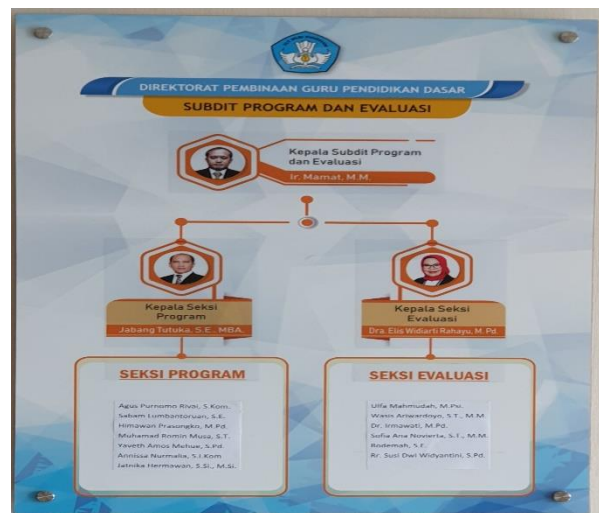 DIREKTORAT PEMBINAAN GURU PENDIDIKAN DASAR
SUBDIT PROGRAM DAN EVALUASI
Kepala Subdit Program
dan Evaluasi
Ir. Mamat, M.M.
Kepala Seksi
Program
Jabang Tutuka, S.E., MBA.
Kepala Seksi
Evaluasi
Dra. Elis Widiarti Rahayu, M. Pd.
SEKSI PROGRAM
Agus Purnomo Rivai, S.Kom.
Sabam Lumbantoruan, S.E.
Himawan Prasongko, M.Pd.
Muhamad Romin Musa, S.T.
Yaveth Amos Mehue, S.Pd.
Annissa Nurmalia, S.I.Kom
Jatnika Hermawan, S.Si., M.Si.
SEKSI EVALUASI
Ulfa Mahmudah, M.Psi.
Wasis Ariwardoyo, S.T., M.M.
Dr. Irmawati, M.Pd.
Sofia Ana Novierta, S.T., M.M.
Rodemah, S.E.
Rr. Susi Dwi Widyantini, S.Pd.